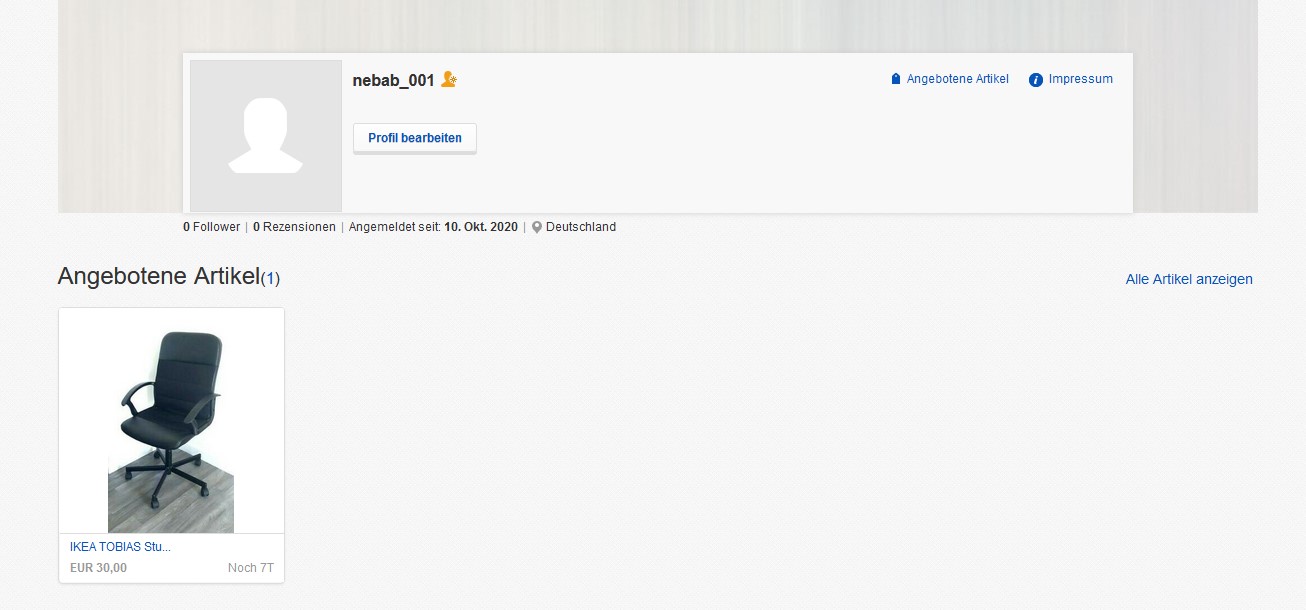 nebab_001
Angebotene Artikel
Impressum
Profil bearbeiten
0 Follower | 0 Rezensionen | Angemeldet seit: 10. Okt. 2020 | Deutschland
Angebotene Artikel(1)
Alle Artikel anzeigen
IKEA TOBIAS Stu...
EUR 30,00
Noch 7T